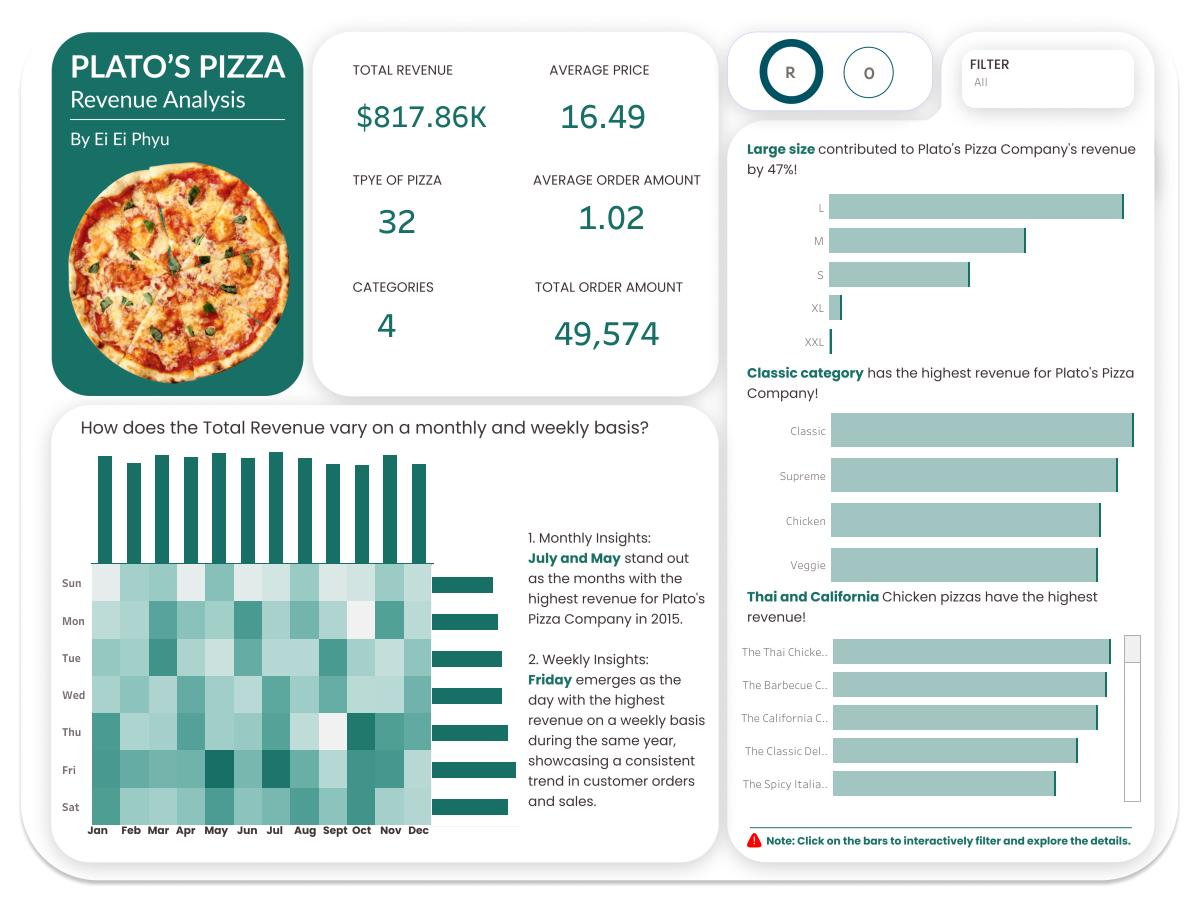 PLATO'S PIZZA
Revenue Analysis
By Ei Ei Phyu
TOTAL REVENUE
$817.86K
AVERAGE PRICE
16.49
TPYE OF PIZZA
32
AVERAGE ORDER AMOUNT
1.02
CATEGORIES
4
TOTAL ORDER AMOUNT
49,574
R
O
FILTER
All
Large size contributed to Plato's Pizza Company's revenue
by 47%!
L
M
S
XL
XXL
Classic category has the highest revenue for Plato's Pizza
Company!
Classic
Supreme
Chicken
Veggie
Thai and California Chicken pizzas have the highest
revenue!
The Thai Chicke..
The Barbecue C..
The California C..
The Classic Del..
The Spicy Italia..
Note: Click on the bars to interactively filter and explore the details.
How does the Total Revenue vary on a monthly and weekly basis?
Sun
Mon
Tue
Wed
Thu
Fri
Sat
Jan Feb Mar Apr May Jun Jul Aug Sept Oct Nov Dec
1. Monthly Insights:
July and May stand out
as the months with the
highest revenue for Plato's
Pizza Company in 2015.
2. Weekly Insights:
Friday emerges as the
day with the highest
revenue on a weekly basis
during the same year,
showcasing a consistent
trend in customer orders
and sales.